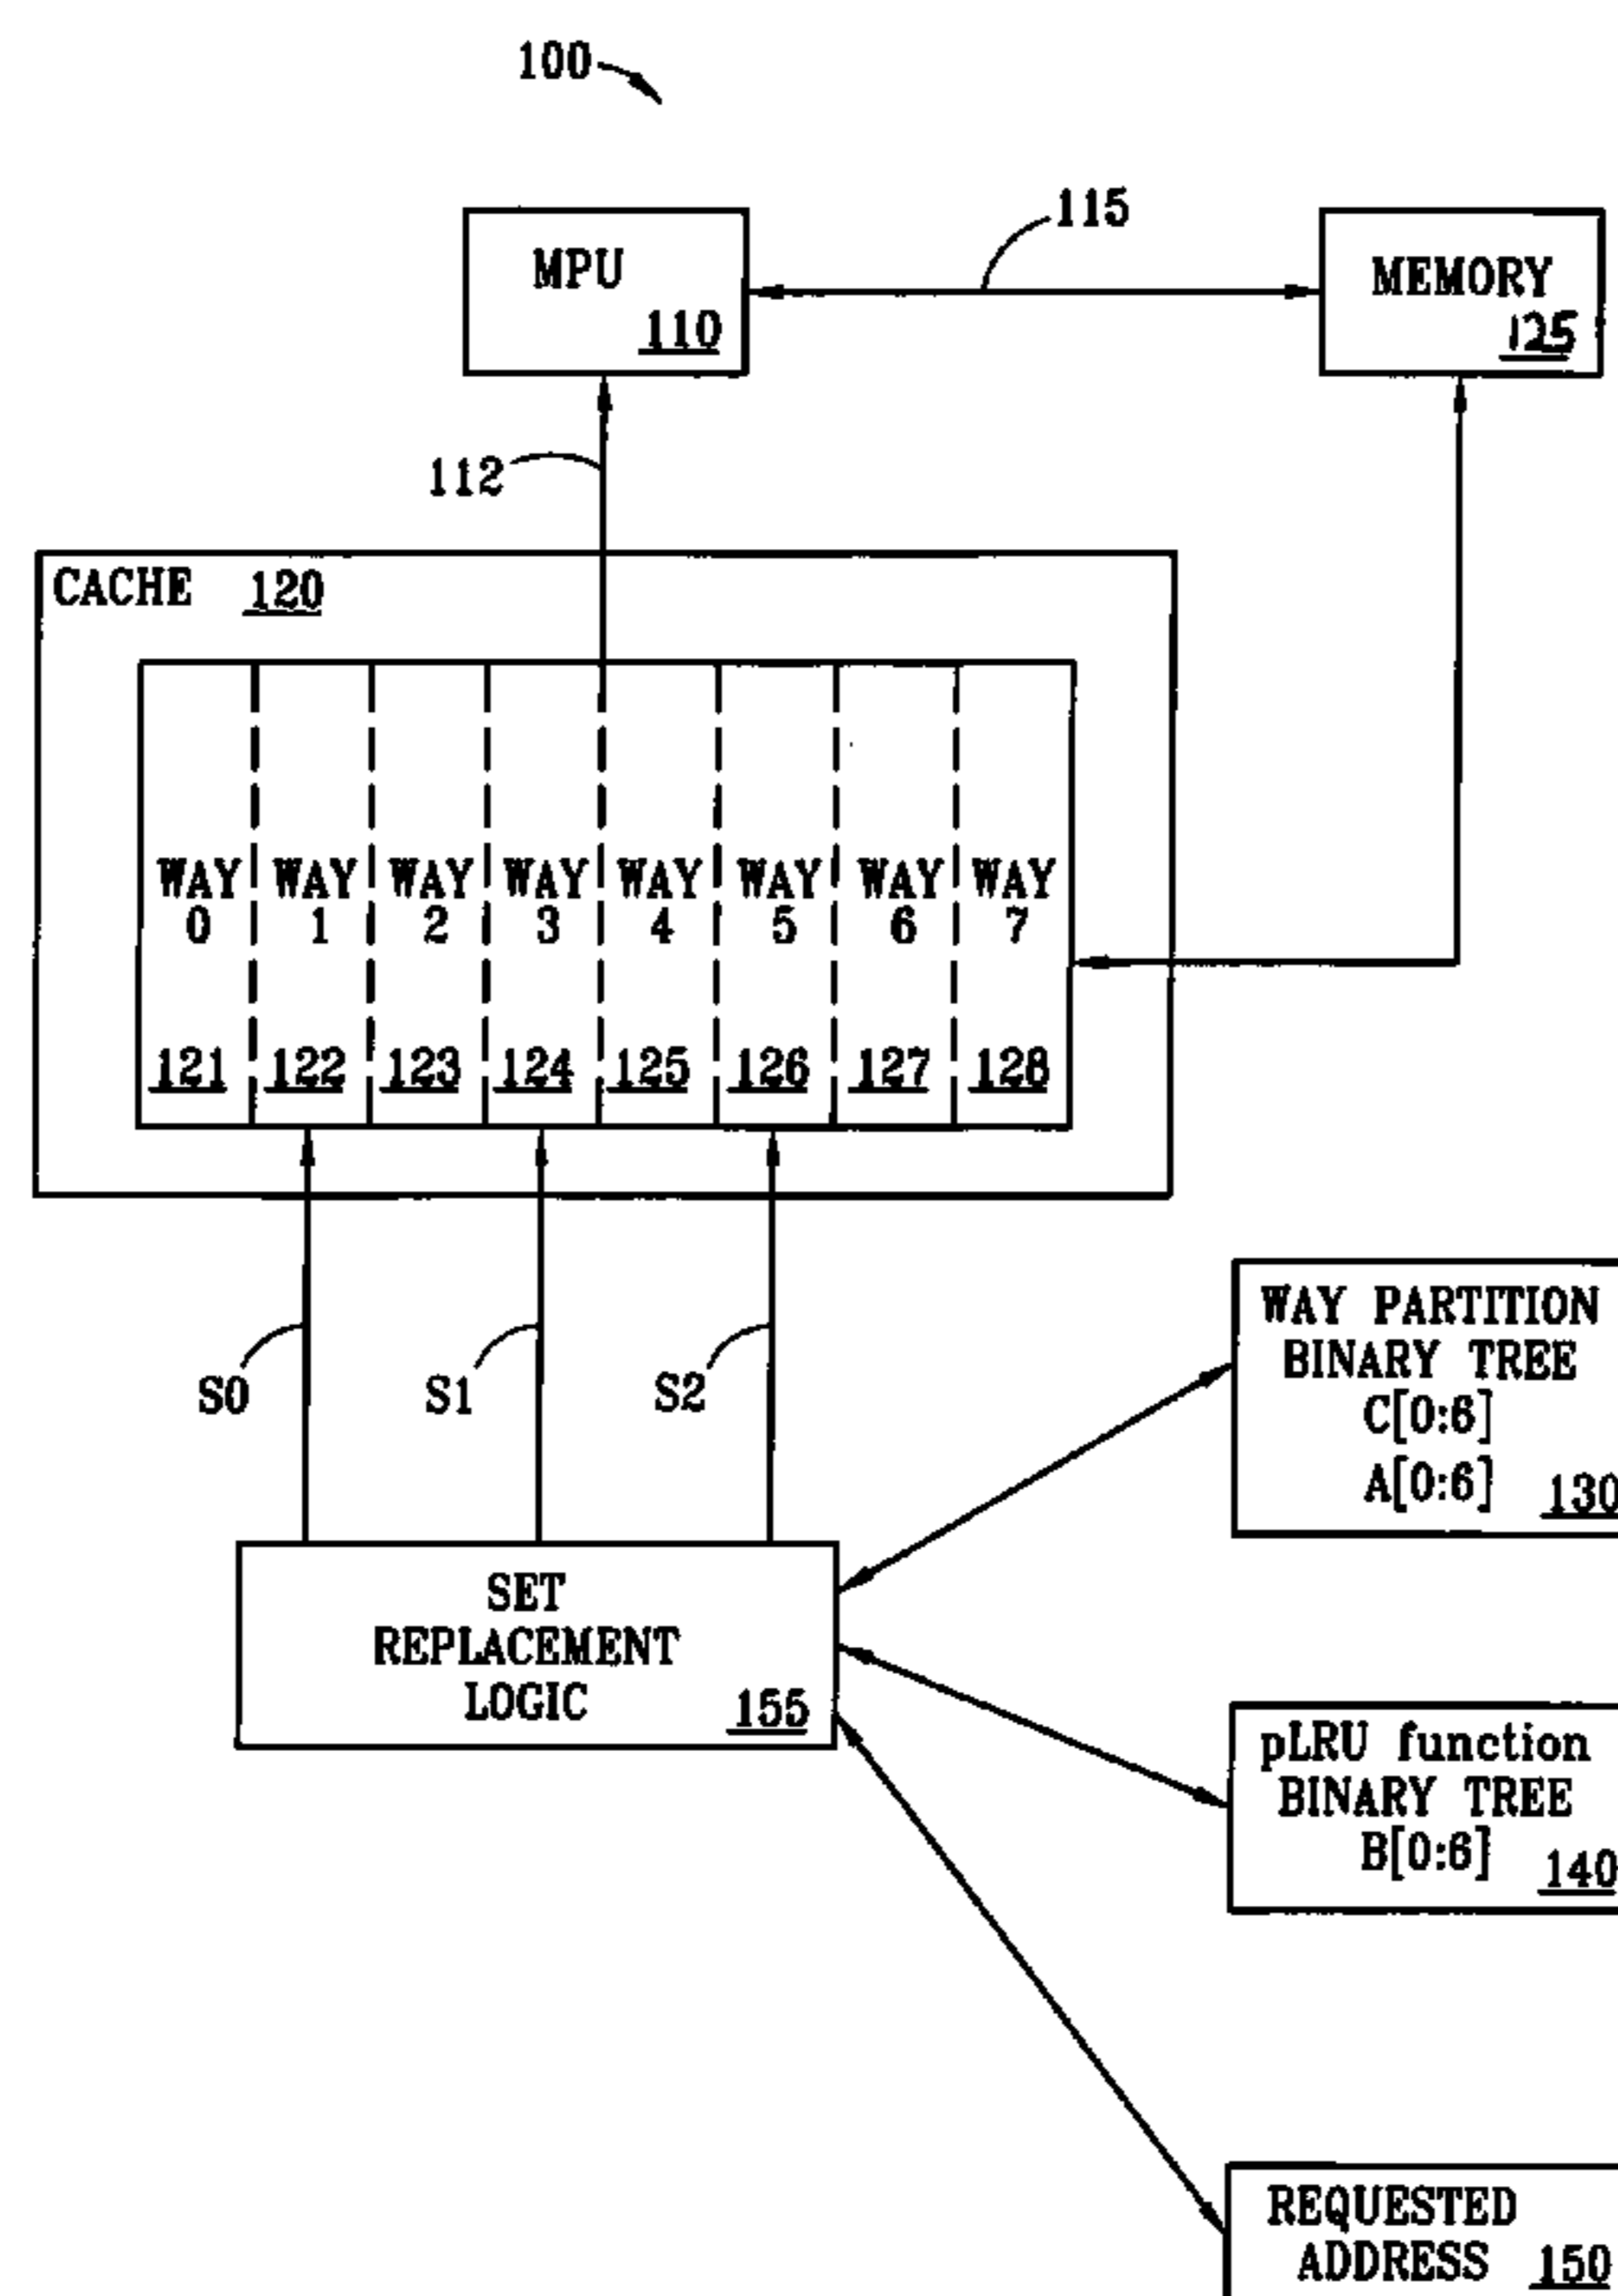 100
115
MPU
110
MEMORY
125
112
CACHE 120
WAY WAY WAY WAY WAY WAY WAY WAY
0 1 2 3 4 5 6 7
121 122 123 124 125 126 127 128
S0 S1 S2
WAY PARTITION
BINARY TREE
C[0:6]
A[0:6] 130
SET
REPLACEMENT
LOGIC 155
pLRU function
BINARY TREE
B[0:6] 140
REQUESTED
ADDRESS 150